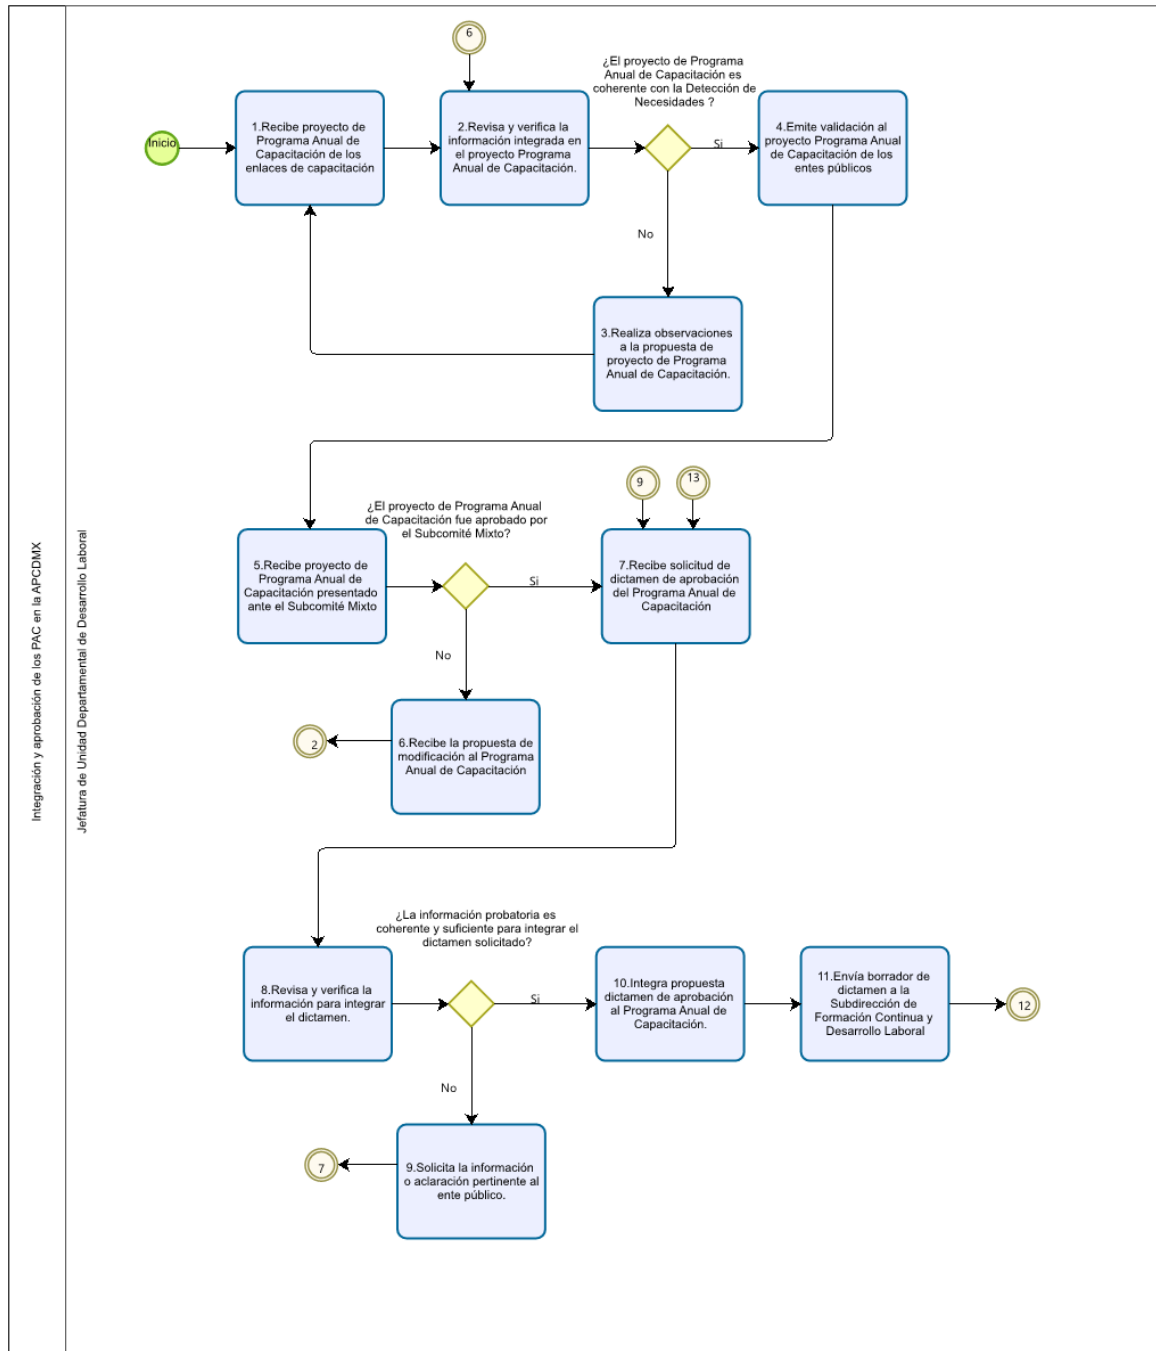 Integración y aprobación de los PAC en la APCDMX
Jefatura de Unidad Departamental de Desarrollo Laboral
6
¿El proyecto de Programa
Anual de Capacitación es
coherente con la Detección de
Necesidades ?
Inicio
1.Recibe proyecto de
Programa Anual de
Capacitación de los
enlaces de capacitación
2.Revisa y verifica la
información integrada en
el proyecto Programa
Anual de Capacitación.
Si
4.Emite validación al
proyecto Programa Anual
de Capacitación de los
entes públicos
No
3.Realiza observaciones
a la propuesta de
proyecto de Programa
Anual de Capacitación.
¿El proyecto de Programa Anual
de Capacitación fue aprobado por
el Subcomité Mixto?
9
13
5.Recibe proyecto de
Programa Anual de
Capacitación presentado
ante el Subcomité Mixto
Si
7.Recibe solicitud de
dictamen de aprobación
del Programa Anual de
Capacitación
No
2
6.Recibe la propuesta de
modificación al Programa
Anual de Capacitación
¿La información probatoria es
coherente y suficiente para integrar el
dictamen solicitado?
8.Revisa y verifica la
información para integrar
el dictamen.
Si
10.Integra propuesta
dictamen de aprobación
al Programa Anual de
Capacitación.
11.Envía borrador de
dictamen a la
Subdirección de
Formación Continua y
Desarrollo Laboral
12
No
7
9.Solicita la información
o aclaración pertinente al
ente público.